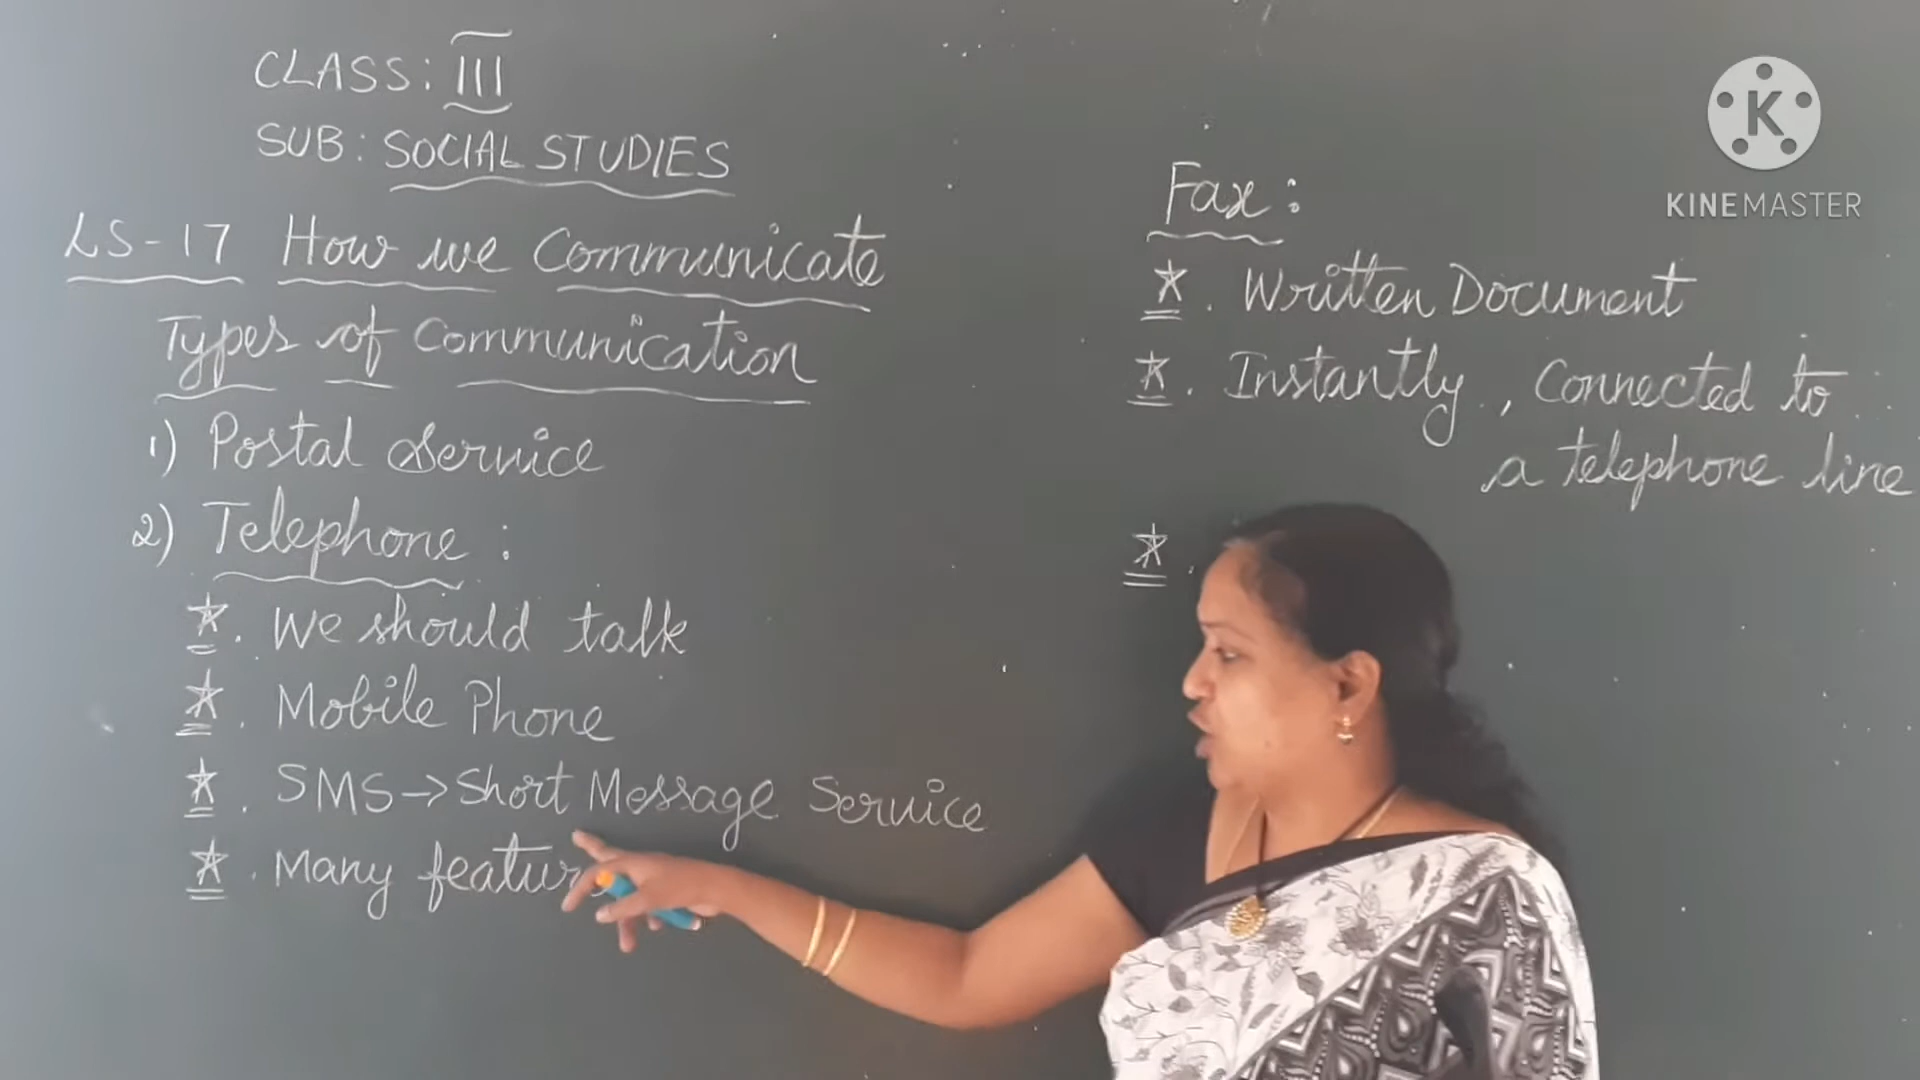 CLASS: III
SUB: SOCIAL STUDIES
LS-17 How we Communicate
Types of Communication
1) Postal Service
2) Telephone :
*. We should talk
*. Mobile Phone
*. SMS → Short Message Service
*. Many
Fax :
*. Written Document
*. Instantly, Connected to
a telephone line
*.
K
KINEMASTER